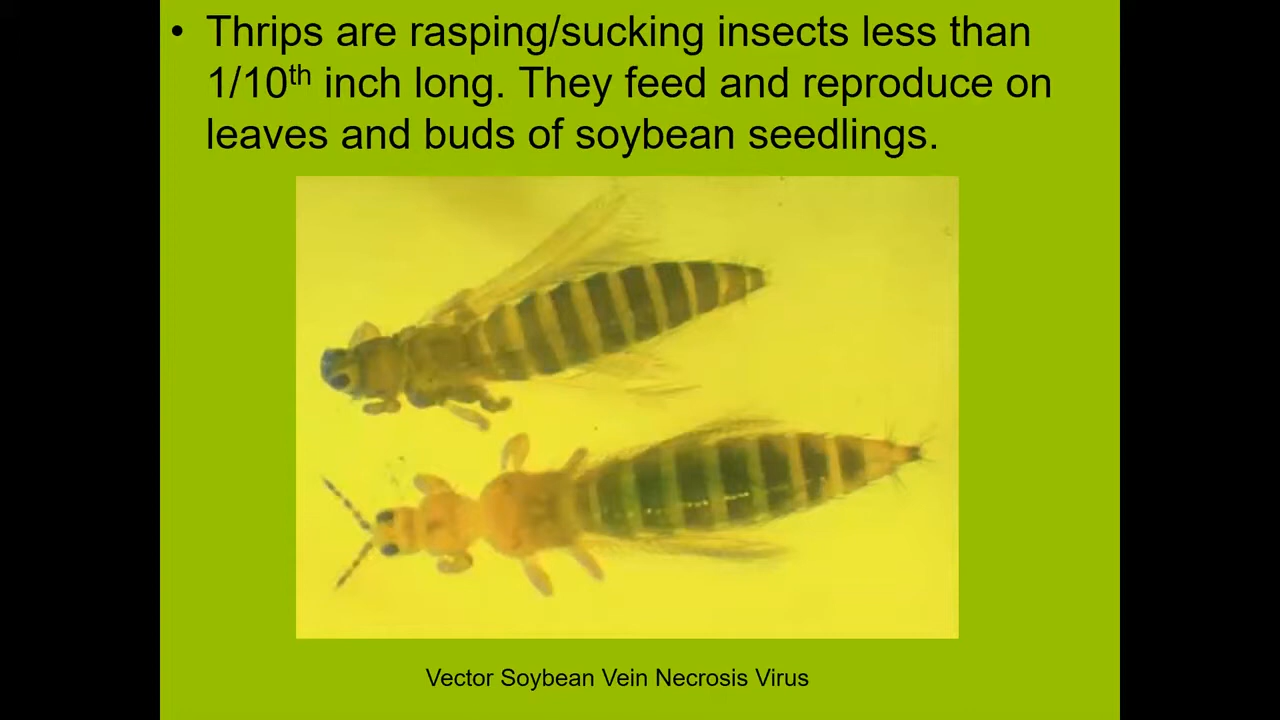 • Thrips are rasping/sucking insects less than
1/10th inch long. They feed and reproduce on
leaves and buds of soybean seedlings.
Vector Soybean Vein Necrosis Virus